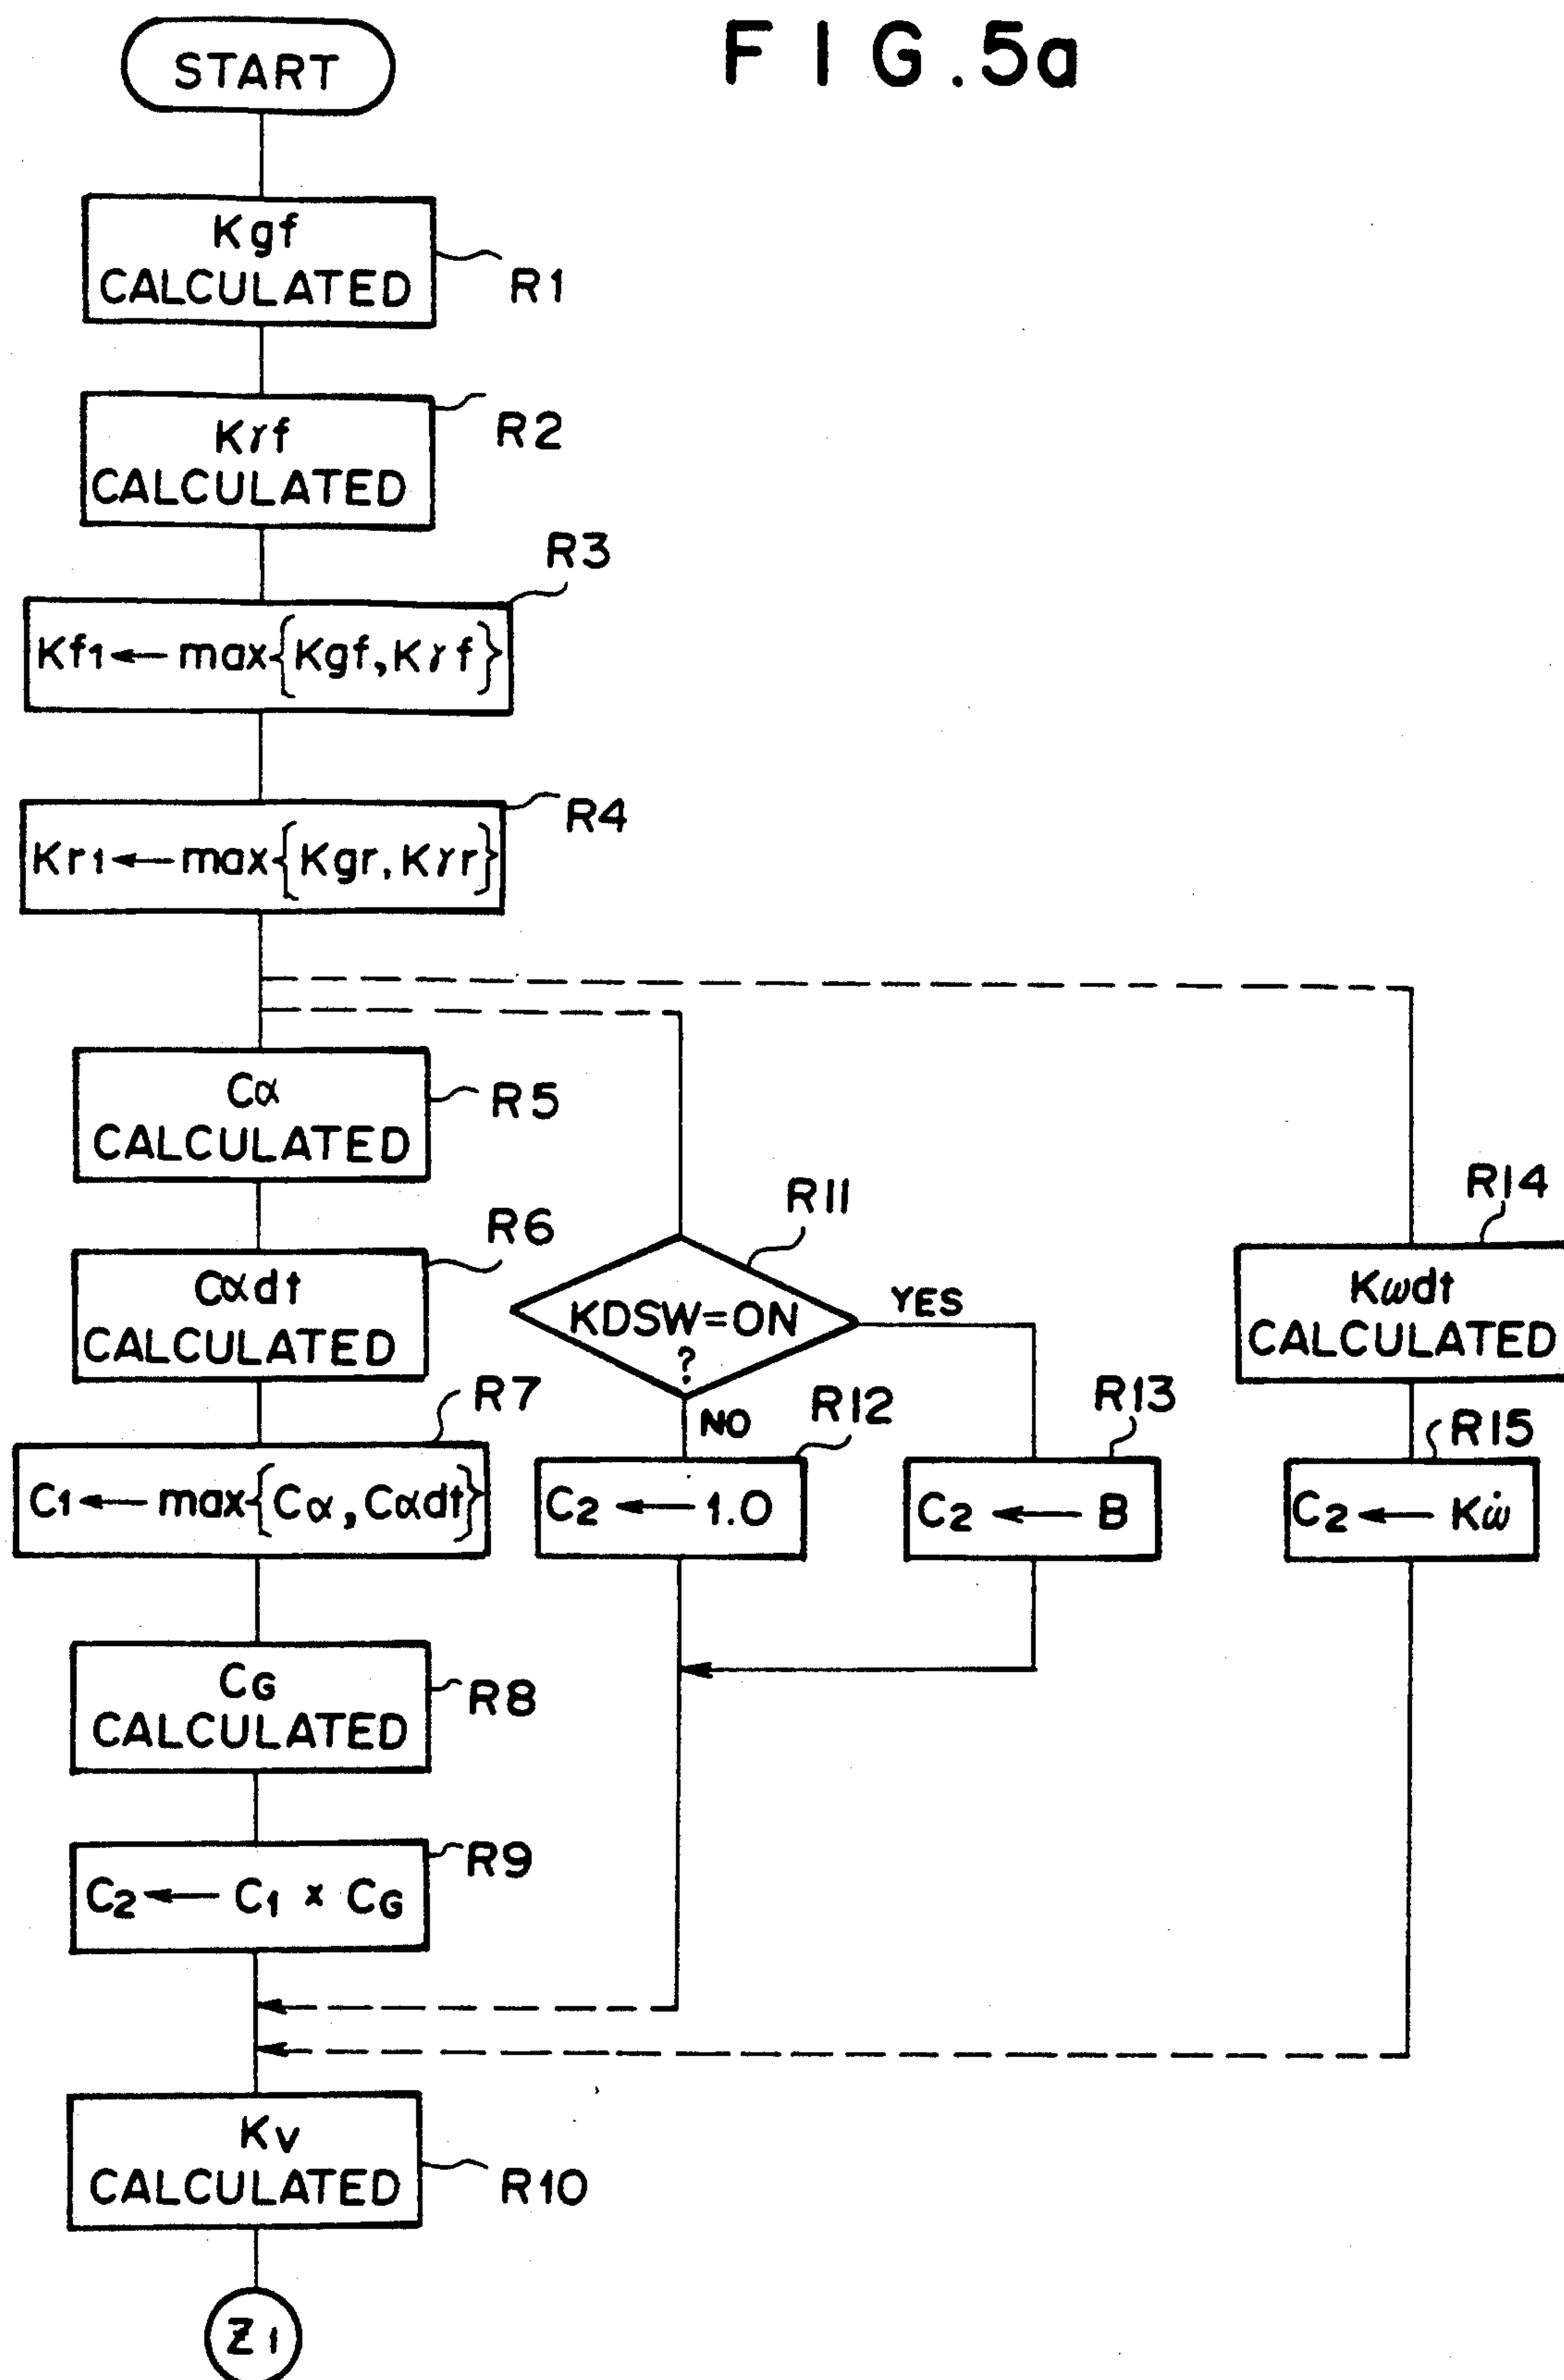 FIG.5a
START
Kgf
CALCULATED
R1
Kγf
CALCULATED
R2
R3
Kf1←max{Kgf,Kγf}
R4
Kr1←max{Kgr,Kγr}
Cα
CALCULATED
R5
R6
Cαdt
CALCULATED
R7
C1←max{Cα,Cαdt}
CG
CALCULATED
R8
R9
C2←C1 x CG
Kv
CALCULATED
R10
Z1
R11
KDSW=ON
?
YES
NO
R12
C2←1.0
R13
C2←B
R14
Kωdt
CALCULATED
R15
C2←Kω̇